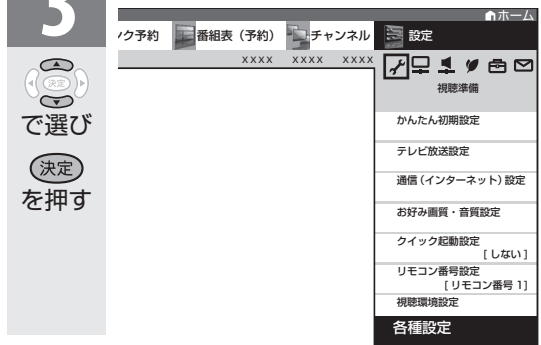 3
決定
で選び
決定
を押す
ホーム
ンク予約 番組表（予約） チャンネル 設定
xxxx xxxx xxxx
視聴準備
かんたん初期設定
テレビ放送設定
通信（インターネット）設定
お好み画質・音質設定
クイック起動設定
[しない]
リモコン番号設定
[リモコン番号 1]
視聴環境設定
各種設定